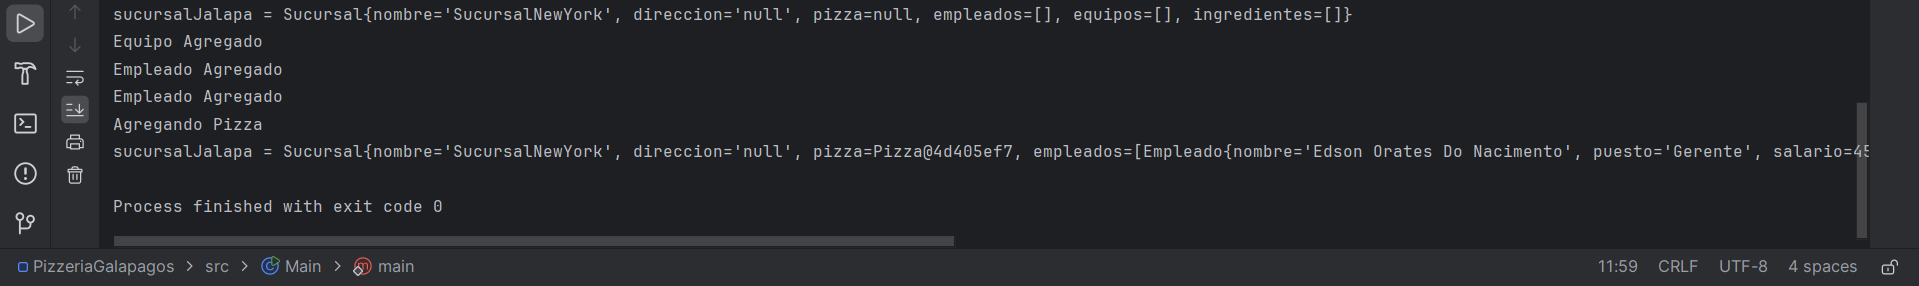 sucursalJalapa = Sucursal{nombre='SucursalNewYork', direccion='null', pizza=null, empleados=[], equipos=[], ingredientes=[]}
Equipo Agregado
Empleado Agregado
Empleado Agregado
Agregando Pizza
sucursalJalapa = Sucursal{nombre='SucursalNewYork', direccion='null', pizza=Pizza@4d405ef7, empleados=[Empleado{nombre='Edson Orates Do Nacimento', puesto='Gerente', salario=45
Process finished with exit code 0
PizzeriaGalapagos > src > Main > main 11:59 CRLF UTF-8 4 spaces